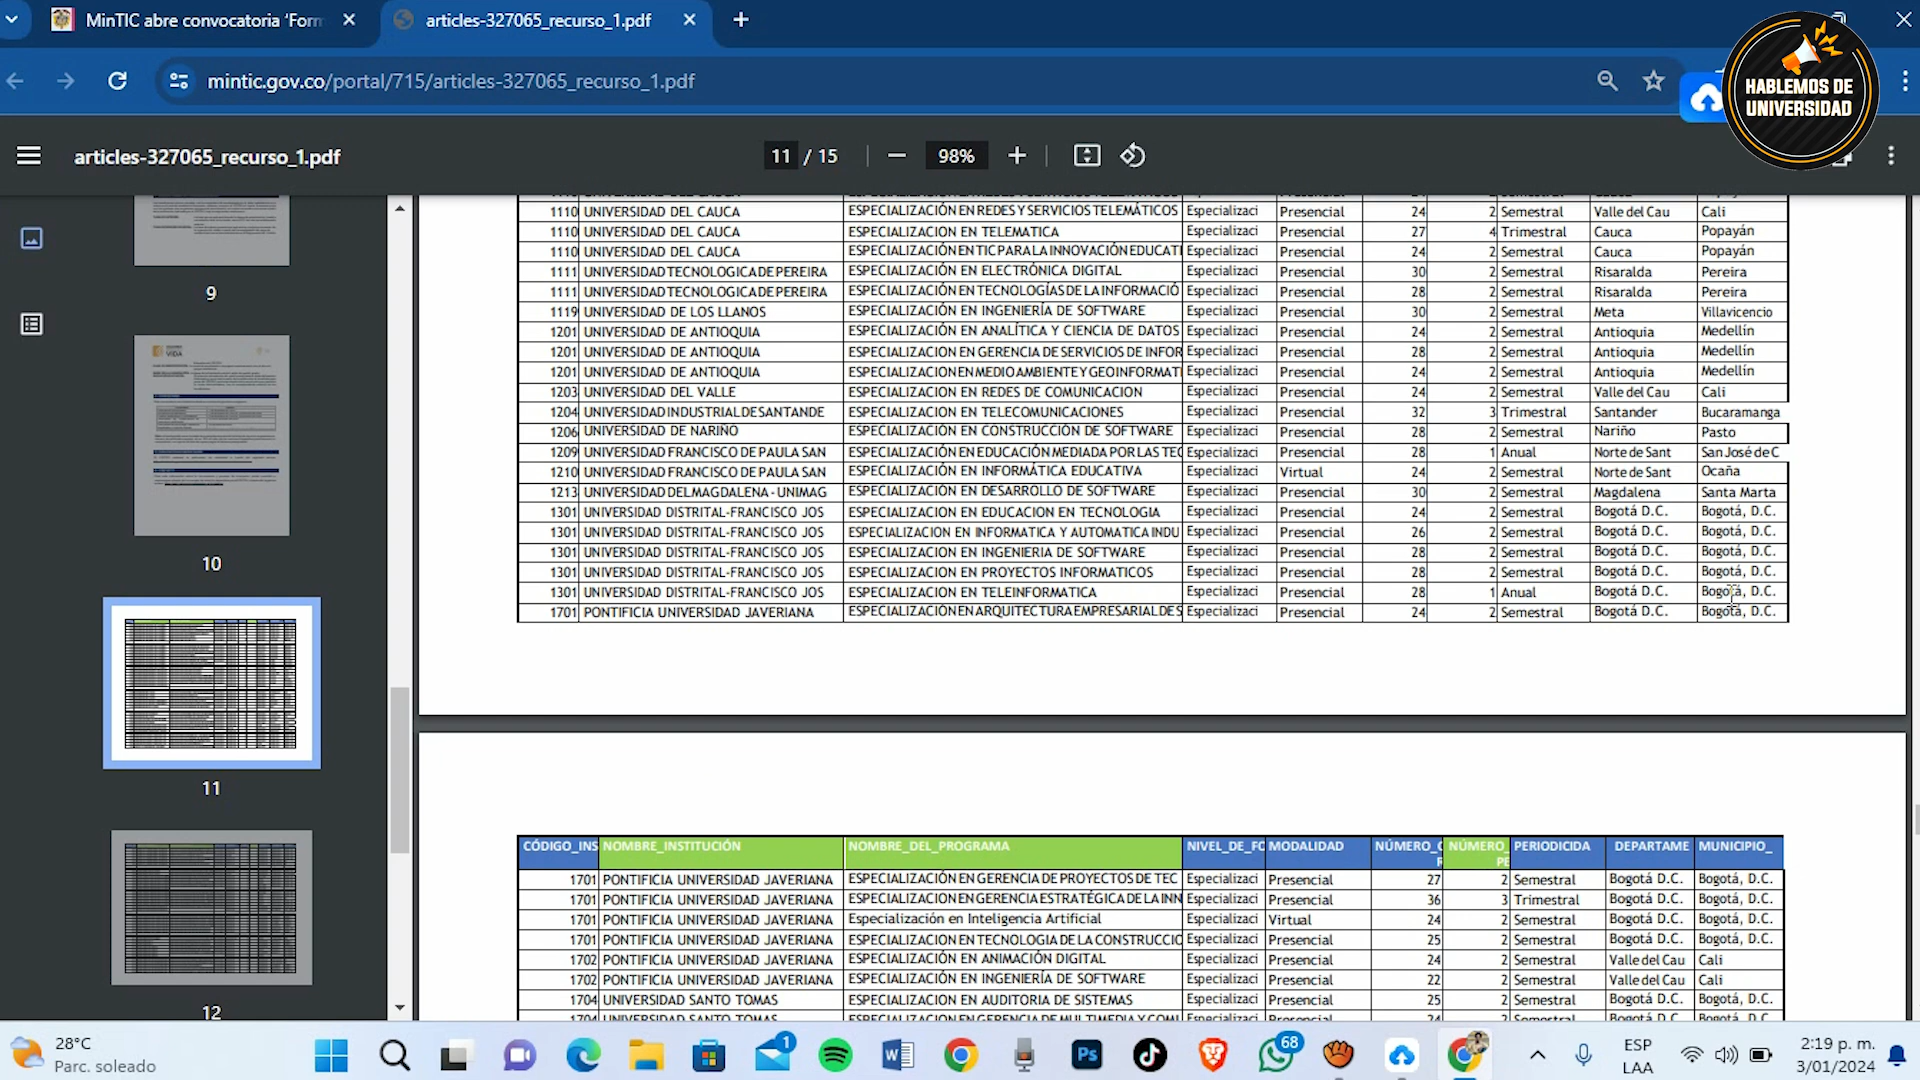 MinTIC abre convocatoria 'Form
articles-327065_recurso_1.pdf
mintic.gov.co/portal/715/articles-327065_recurso_1.pdf
HABLEMOS DE
UNIVERSIDAD
articles-327065_recurso_1.pdf
11 / 15
98%
9
VIDA
10
11
12
1110 UNIVERSIDAD DEL CAUCA ESPECIALIZACIÓN EN REDES Y SERVICIOS TELEMÁTICOS Especializaci Presencial 24 2 Semestral Valle del Cau Cali
1110 UNIVERSIDAD DEL CAUCA ESPECIALIZACION EN TELEMATICA Especializaci Presencial 27 4 Trimestral Cauca Popayán
1110 UNIVERSIDAD DEL CAUCA ESPECIALIZACIÓN EN TIC PARA LA INNOVACIÓN EDUCATI Especializaci Presencial 24 2 Semestral Cauca Popayán
1111 UNIVERSIDAD TECNOLOGICA DE PEREIRA ESPECIALIZACIÓN EN ELECTRÓNICA DIGITAL Especializaci Presencial 30 2 Semestral Risaralda Pereira
1111 UNIVERSIDAD TECNOLOGICA DE PEREIRA ESPECIALIZACIÓN EN TECNOLOGÍAS DE LA INFORMACIÓ Especializaci Presencial 28 2 Semestral Risaralda Pereira
1119 UNIVERSIDAD DE LOS LLANOS ESPECIALIZACIÓN EN INGENIERÍA DE SOFTWARE Especializaci Presencial 30 2 Semestral Meta Villavicencio
1201 UNIVERSIDAD DE ANTIOQUIA ESPECIALIZACIÓN EN ANALÍTICA Y CIENCIA DE DATOS Especializaci Presencial 24 2 Semestral Antioquia Medellín
1201 UNIVERSIDAD DE ANTIOQUIA ESPECIALIZACION EN GERENCIA DE SERVICIOS DE INFOR Especializaci Presencial 28 2 Semestral Antioquia Medellín
1201 UNIVERSIDAD DE ANTIOQUIA ESPECIALIZACION EN MEDIO AMBIENTE Y GEOINFORMATI Especializaci Presencial 24 2 Semestral Antioquia Medellín
1203 UNIVERSIDAD DEL VALLE ESPECIALIZACION EN REDES DE COMUNICACION Especializaci Presencial 24 2 Semestral Valle del Cau Cali
1204 UNIVERSIDAD INDUSTRIAL DE SANTANDE ESPECIALIZACION EN TELECOMUNICACIONES Especializaci Presencial 32 3 Trimestral Santander Bucaramanga
1206 UNIVERSIDAD DE NARIÑO ESPECIALIZACIÓN EN CONSTRUCCIÓN DE SOFTWARE Especializaci Presencial 28 2 Semestral Nariño Pasto
1209 UNIVERSIDAD FRANCISCO DE PAULA SAN ESPECIALIZACIÓN EN EDUCACIÓN MEDIADA POR LAS TEC Especializaci Presencial 28 1 Anual Norte de Sant San José de C
1210 UNIVERSIDAD FRANCISCO DE PAULA SAN ESPECIALIZACIÓN EN INFORMÁTICA EDUCATIVA Especializaci Virtual 24 2 Semestral Norte de Sant Ocaña
1213 UNIVERSIDAD DEL MAGDALENA - UNIMAG ESPECIALIZACIÓN EN DESARROLLO DE SOFTWARE Especializaci Presencial 30 2 Semestral Magdalena Santa Marta
1301 UNIVERSIDAD DISTRITAL-FRANCISCO JOS ESPECIALIZACION EN EDUCACION EN TECNOLOGIA Especializaci Presencial 24 2 Semestral Bogotá D.C. Bogotá, D.C.
1301 UNIVERSIDAD DISTRITAL-FRANCISCO JOS ESPECIALIZACION EN INFORMATICA Y AUTOMATICA INDU Especializaci Presencial 26 2 Semestral Bogotá D.C. Bogotá, D.C.
1301 UNIVERSIDAD DISTRITAL-FRANCISCO JOS ESPECIALIZACION EN INGENIERIA DE SOFTWARE Especializaci Presencial 28 2 Semestral Bogotá D.C. Bogotá, D.C.
1301 UNIVERSIDAD DISTRITAL-FRANCISCO JOS ESPECIALIZACION EN PROYECTOS INFORMATICOS Especializaci Presencial 28 2 Semestral Bogotá D.C. Bogotá, D.C.
1301 UNIVERSIDAD DISTRITAL-FRANCISCO JOS ESPECIALIZACION EN TELEINFORMATICA Especializaci Presencial 28 1 Anual Bogotá D.C. Bogotá, D.C.
1701 PONTIFICIA UNIVERSIDAD JAVERIANA ESPECIALIZACIÓN EN ARQUITECTURA EMPRESARIAL DE S Especializaci Presencial 24 2 Semestral Bogotá D.C. Bogotá, D.C.
CÓDIGO_INS NOMBRE_INSTITUCIÓN NOMBRE_DEL_PROGRAMA NIVEL_DE_FO MODALIDAD NÚMERO_C NÚMERO_ PERIODICIDA DEPARTAME MUNICIPIO_
R PE
1701 PONTIFICIA UNIVERSIDAD JAVERIANA ESPECIALIZACIÓN EN GERENCIA DE PROYECTOS DE TEC Especializaci Presencial 27 2 Semestral Bogotá D.C. Bogotá, D.C.
1701 PONTIFICIA UNIVERSIDAD JAVERIANA ESPECIALIZACIÓN EN GERENCIA ESTRATÉGICA DE LA INN Especializaci Presencial 36 3 Trimestral Bogotá D.C. Bogotá, D.C.
1701 PONTIFICIA UNIVERSIDAD JAVERIANA Especialización en Inteligencia Artificial Especializaci Virtual 24 2 Semestral Bogotá D.C. Bogotá, D.C.
1701 PONTIFICIA UNIVERSIDAD JAVERIANA ESPECIALIZACION EN TECNOLOGIA DE LA CONSTRUCCIO Especializaci Presencial 25 2 Semestral Bogotá D.C. Bogotá, D.C.
1702 PONTIFICIA UNIVERSIDAD JAVERIANA ESPECIALIZACIÓN EN ANIMACIÓN DIGITAL Especializaci Presencial 24 2 Semestral Valle del Cau Cali
1702 PONTIFICIA UNIVERSIDAD JAVERIANA ESPECIALIZACIÓN EN INGENIERÍA DE SOFTWARE Especializaci Presencial 22 2 Semestral Valle del Cau Cali
1704 UNIVERSIDAD SANTO TOMAS ESPECIALIZACIÓN EN AUDITORIA DE SISTEMAS Especializaci Presencial 25 2 Semestral Bogotá D.C. Bogotá, D.C.
1704 UNIVERSIDAD SANTO TOMAS ESPECIALIZACIÓN EN GERENCIA DE MULTIMEDIA Y COMU Especializaci Presencial 24 2 Semestral Bogotá D.C. Bogotá, D.C.
28°C
Parc. soleado
1
68
ESP
LAA
2:19 p. m.
3/01/2024